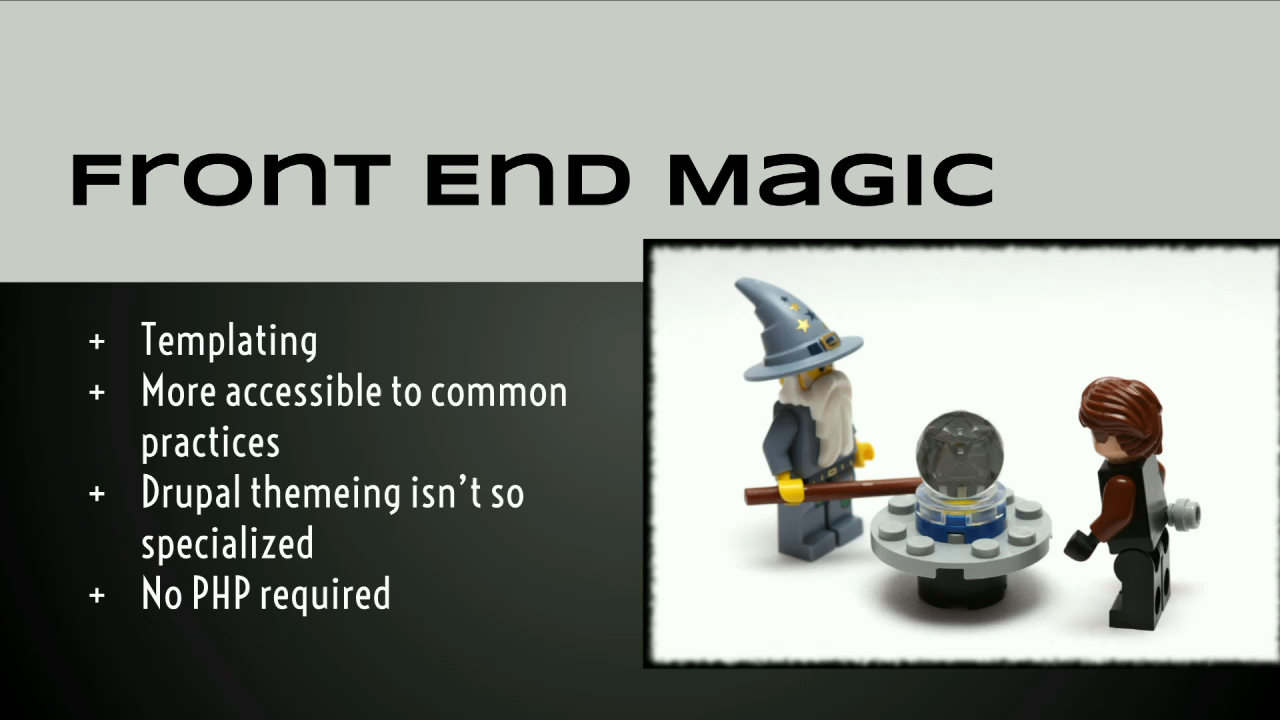 Front End Magic
+ Templating
+ More accessible to common
practices
+ Drupal themeing isn't so
specialized
+ No PHP required